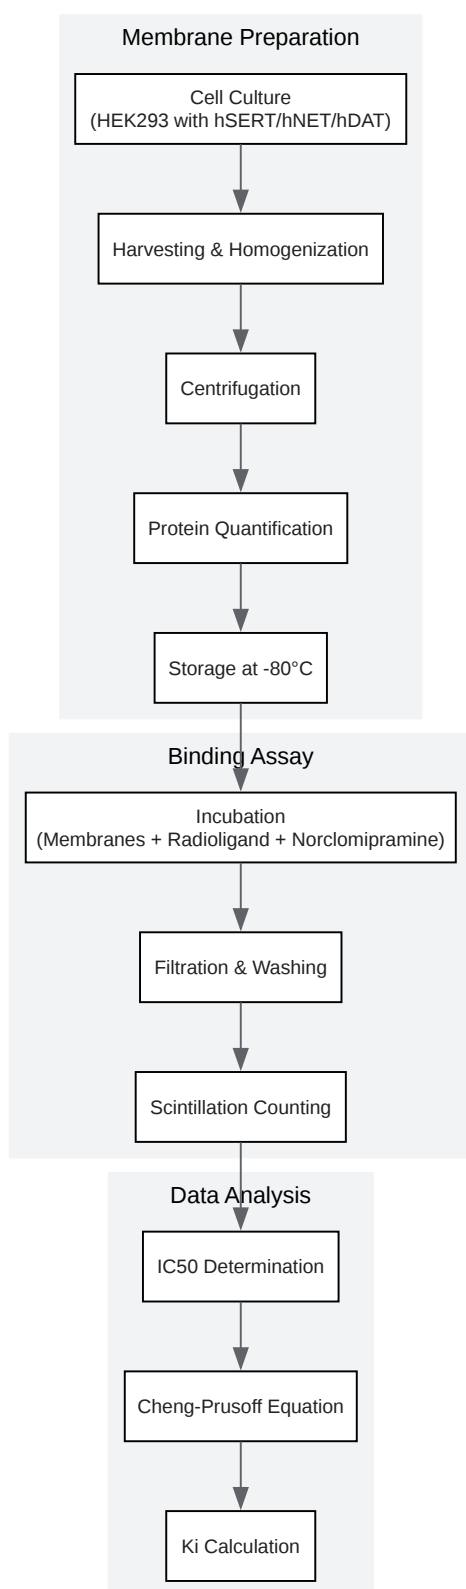 Membrane Preparation
Cell Culture
(HEK293 with hSERT/hNET/hDAT)
Harvesting & Homogenization
Centrifugation
Protein Quantification
Storage at -80°C
Binding Assay
Incubation
(Membranes + Radioligand + Norclomipramine)
Filtration & Washing
Scintillation Counting
Data Analysis
IC50 Determination
Cheng-Prusoff Equation
Ki Calculation